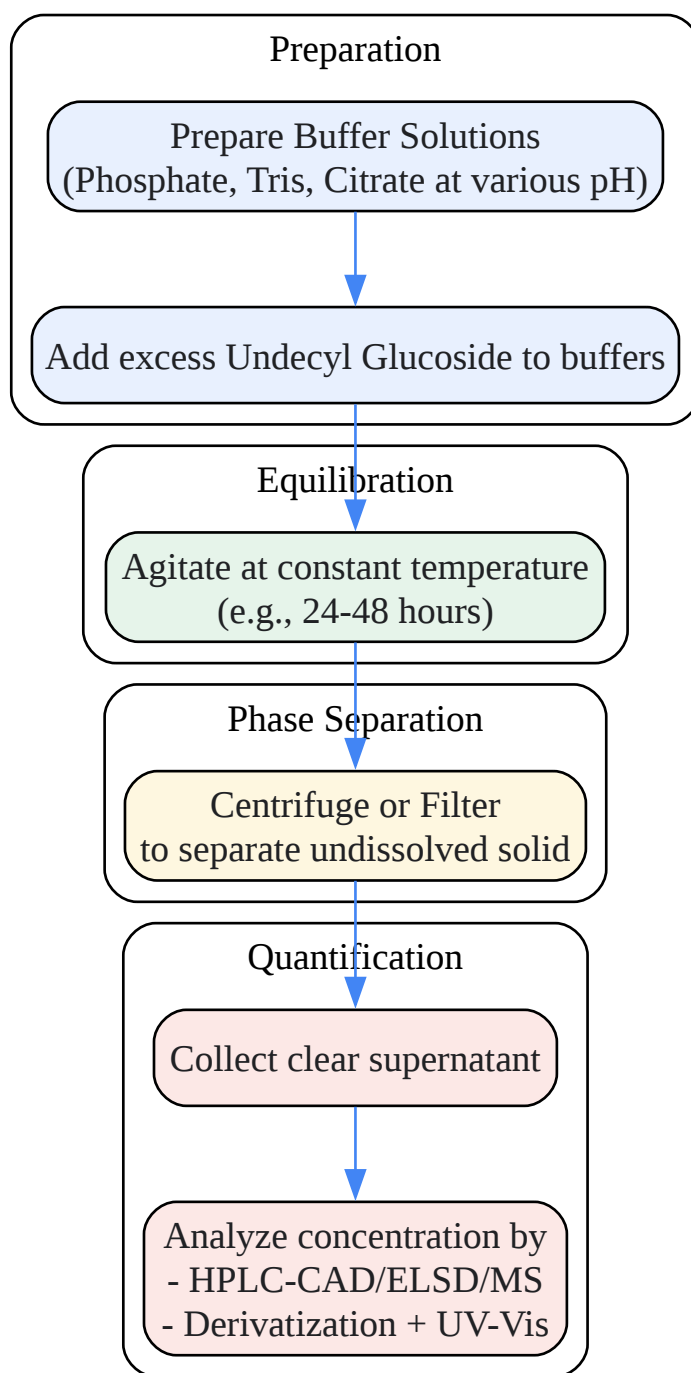 Preparation
Prepare Buffer Solutions
(Phosphate, Tris, Citrate at various pH)
Add excess Undecyl Glucoside to buffers
Equilibration
Agitate at constant temperature
(e.g., 24-48 hours)
Phase Separation
Centrifuge or Filter
to separate undissolved solid
Quantification
Collect clear supernatant
Analyze concentration by
- HPLC-CAD/ELSD/MS
- Derivatization + UV-Vis